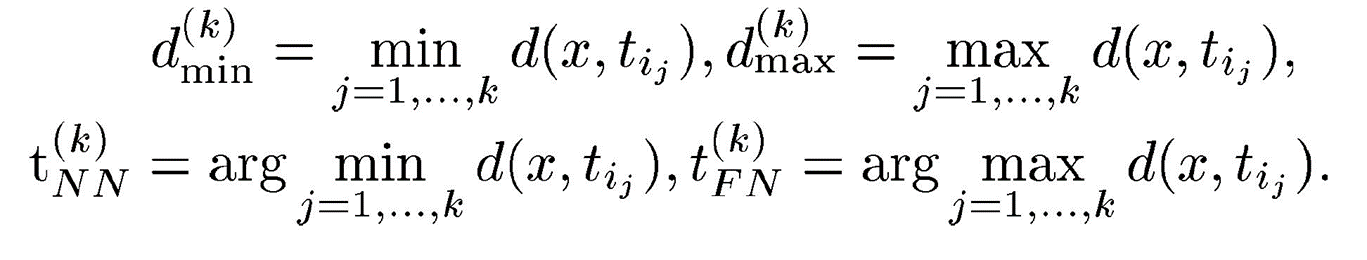 d_{\min}^{(k)} = \min_{j=1,\ldots,k} d(x, t_{i_j}), d_{\max}^{(k)} = \max_{j=1,\ldots,k} d(x, t_{i_j}),
\mathrm{t}_{NN}^{(k)} = \arg \min_{j=1,\ldots,k} d(x, t_{i_j}), t_{FN}^{(k)} = \arg \max_{j=1,\ldots,k} d(x, t_{i_j}).